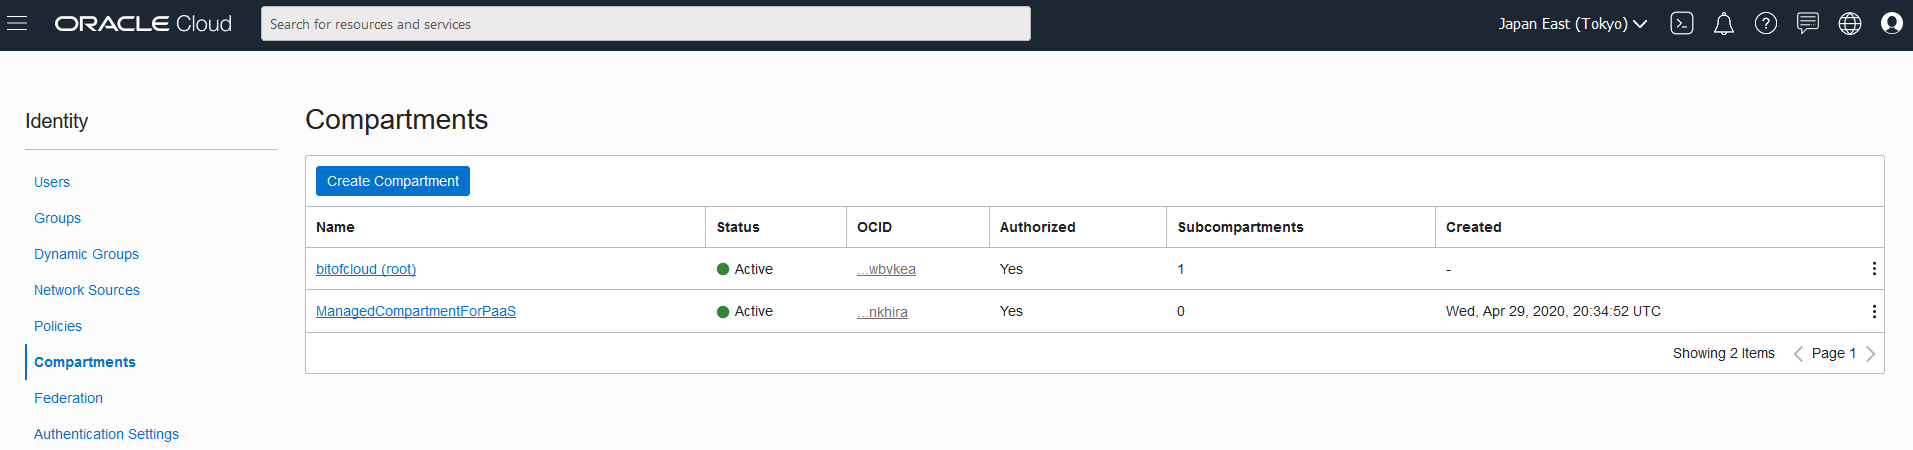 ORACLE Cloud
Search for resources and services
Japan East (Tokyo)
Identity
Users
Groups
Dynamic Groups
Network Sources
Policies
Compartments
Federation
Authentication Settings
Compartments
Create Compartment
Name Status OCID Authorized Subcompartments Created
bitofcloud (root) Active ...wbvkea Yes 1 -
ManagedCompartmentForPaaS Active ...nkhira Yes 0 Wed, Apr 29, 2020, 20:34:52 UTC
Showing 2 Items Page 1